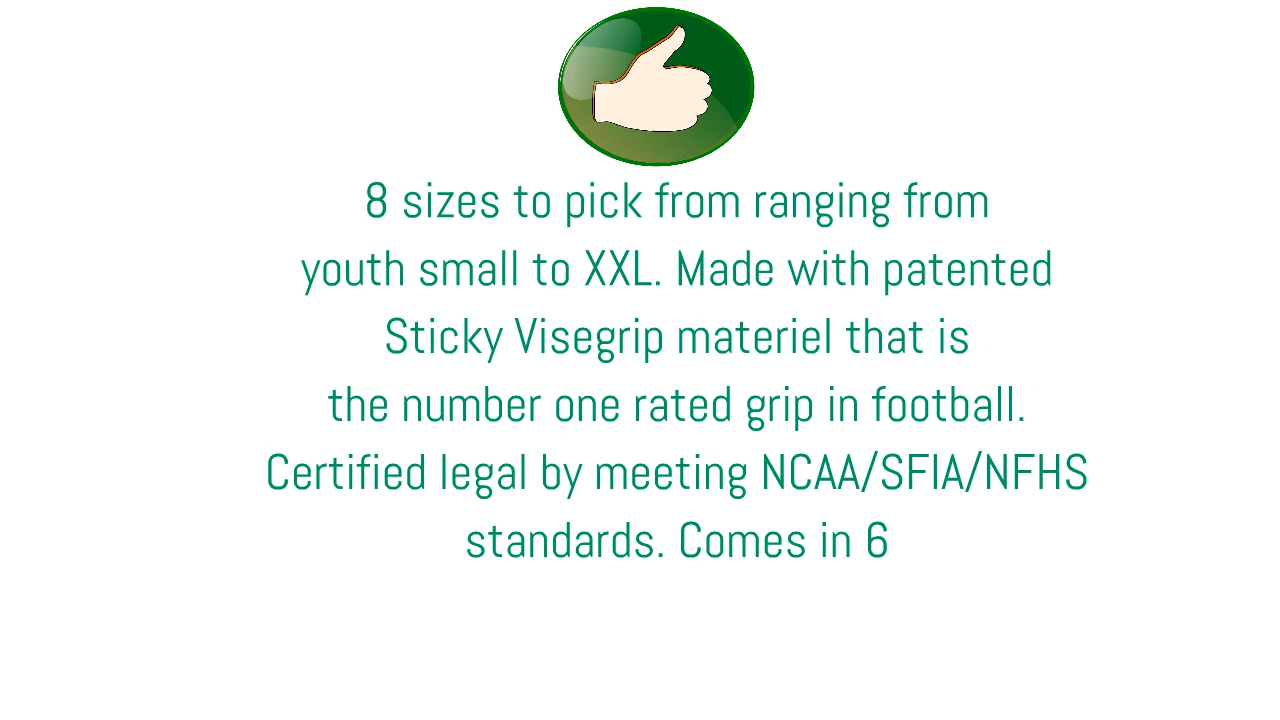 8 sizes to pick from ranging from
youth small to XXL. Made with patented
Sticky Visegrip materiel that is
the number one rated grip in football.
Certified legal by meeting NCAA/SFIA/NFHS
standards. Comes in 6